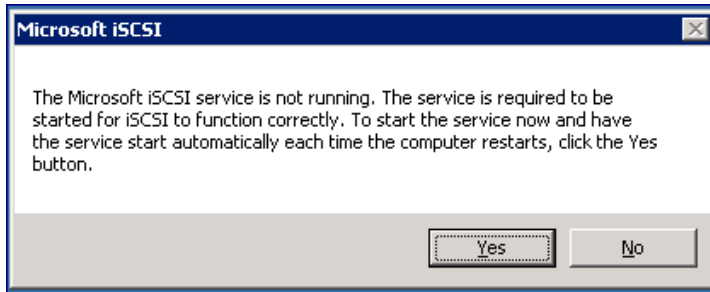 Microsoft iSCSI
The Microsoft iSCSI service is not running. The service is required to be
started for iSCSI to function correctly. To start the service now and have
the service start automatically each time the computer restarts, click the Yes
button.
Yes
No